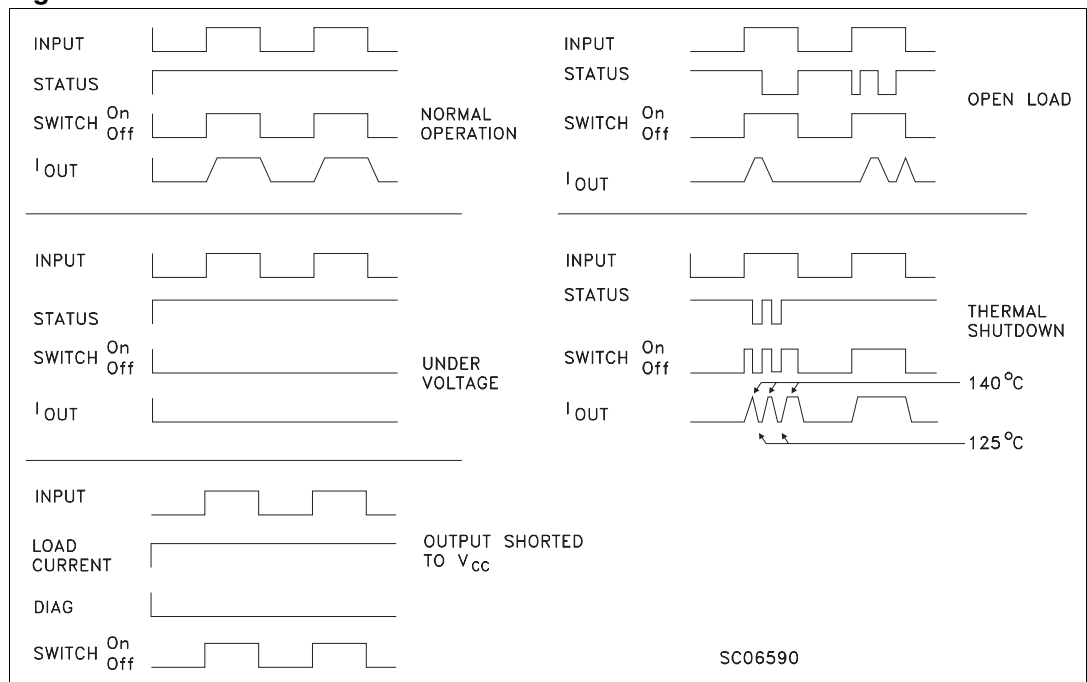 INPUT
STATUS
SWITCH On
Off
I OUT
NORMAL
OPERATION
INPUT
STATUS
SWITCH On
Off
I OUT
OPEN LOAD
INPUT
STATUS
SWITCH On
Off
I OUT
UNDER
VOLTAGE
INPUT
STATUS
SWITCH On
Off
I OUT
THERMAL
SHUTDOWN
140 °C
125 °C
INPUT
LOAD
CURRENT
DIAG
SWITCH On
Off
OUTPUT SHORTED
TO VCC
SC06590